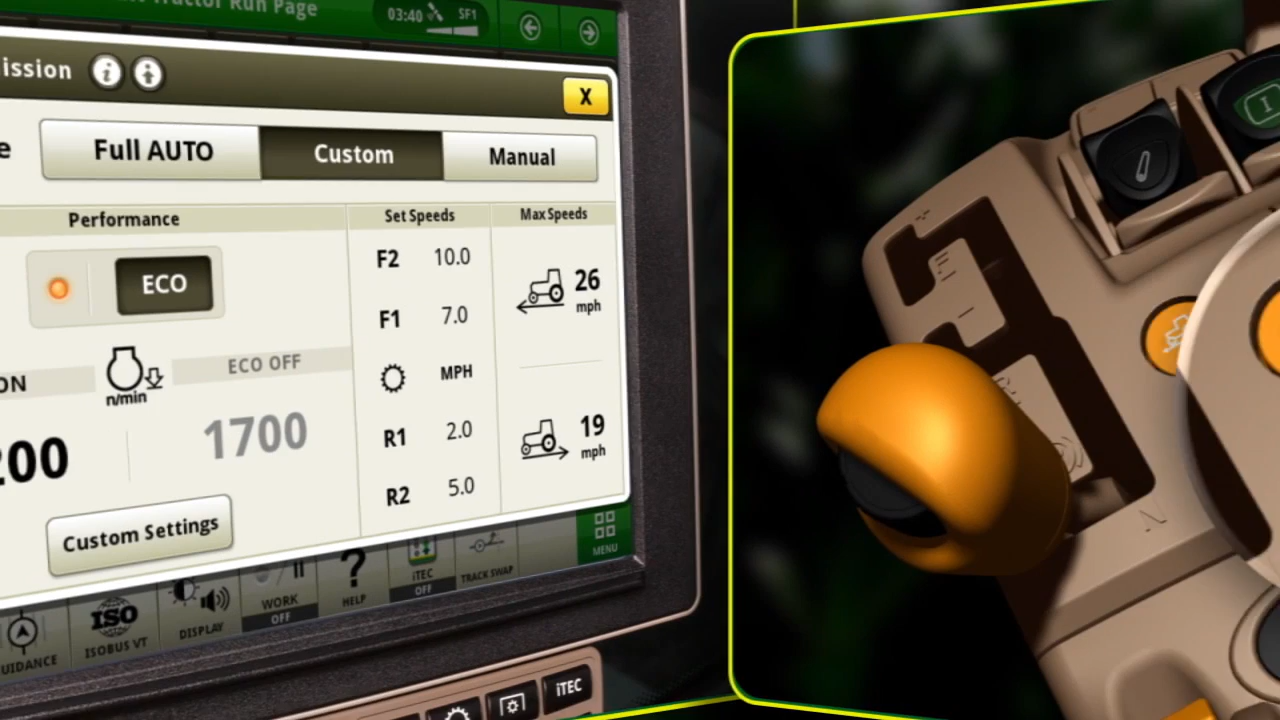 Tractor Run Page
03:40 SF1
ission
X
e Full AUTO Custom Manual
Performance Set Speeds Max Speeds
ECO
F2 10.0
F1 7.0
MPH
R1 2.0
R2 5.0
26
mph
19
mph
ON ECO OFF
n/min
200 1700
Custom Settings
UIDANCE
ISO
ISOBUS VT
DISPLAY
WORK
OFF
?
HELP
iTEC
OFF
TRACK SWAP
MENU
iTEC
I
N